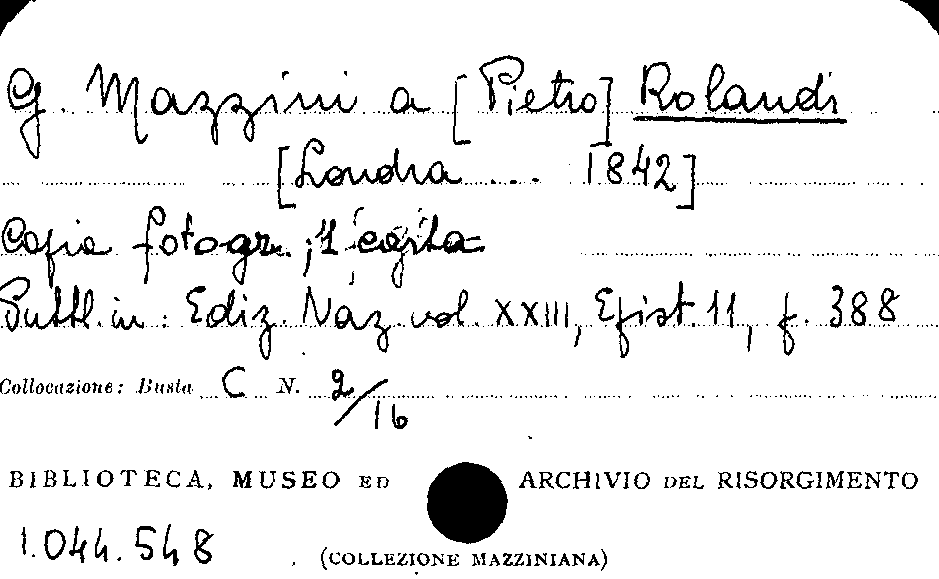 G. Mazzini a [Pietro] Rolandi
[Londra ... 1842]
Copia fotogr.; 1 copita
Pubbl. in: Ediz. Naz. vol. XXIII, Epist. 11, p. 388
Collocazione: Busta C N. 2/16
BIBLIOTECA, MUSEO ED ARCHIVIO DEL RISORGIMENTO
1.044.548
(COLLEZIONE MAZZINIANA)